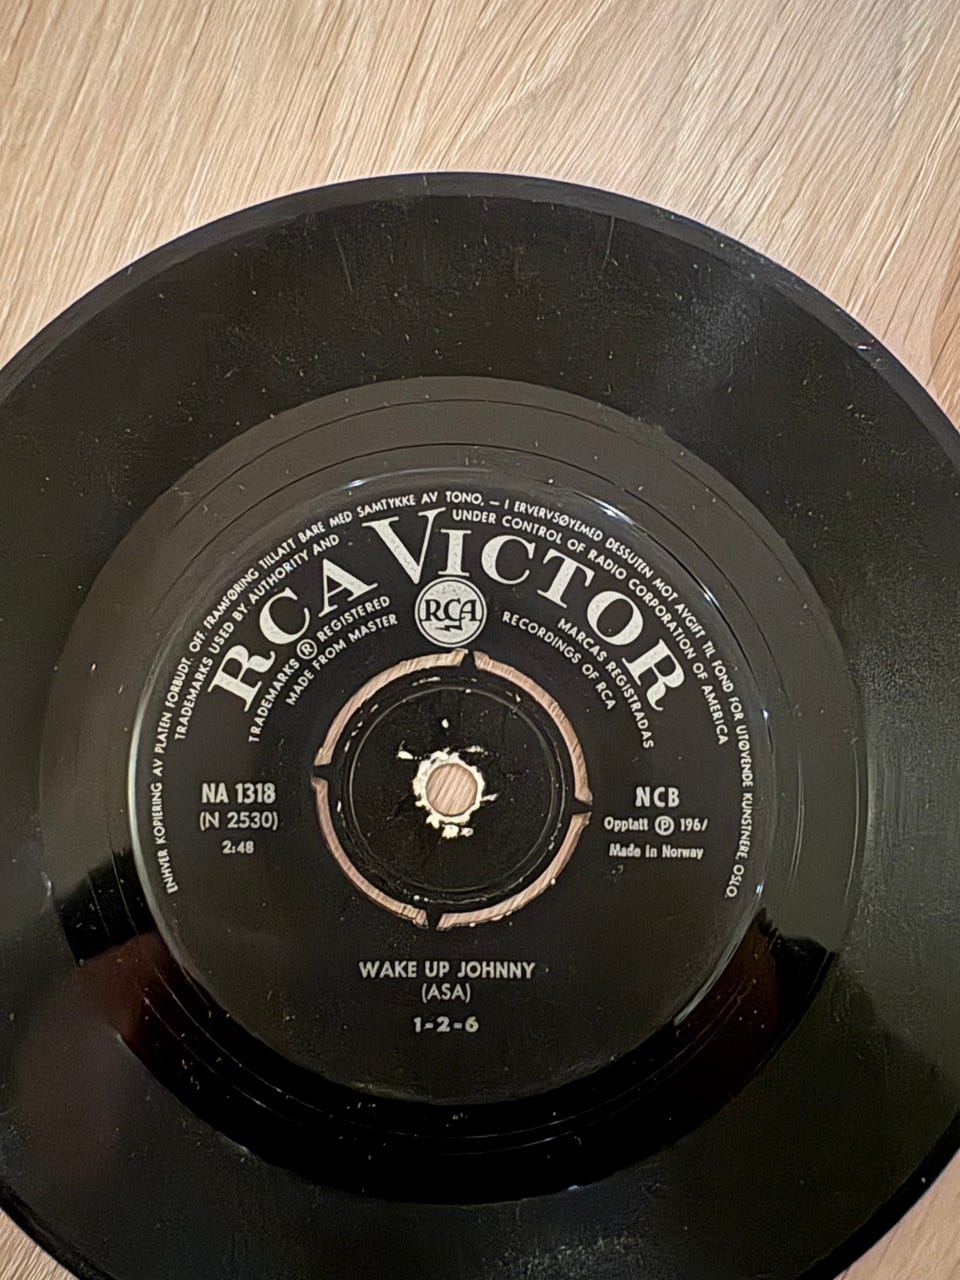 ENHVER KOPIERING AV PLATEN FORBUDT. OFF. FRAMFØRING TILLATT BARE MED SAMTYKKE AV TONO. — I ERVERVSØYEMED DESSUTEN MOT AVGIFT TIL FOND FOR UTØVENDE KUNSTNERE, OSLO.
TRADEMARKS USED BY AUTHORITY AND UNDER CONTROL OF RADIO CORPORATION OF AMERICA
RCA VICTOR
RCA
TRADEMARKS ® REGISTERED MARCAS REGISTRADAS
MADE FROM MASTER RECORDINGS OF RCA
NA 1318
(N 2530)
2:48
NCB
Opptatt Ⓟ
Made in Norway
WAKE UP JOHNNY
(ASA)
1-2-6